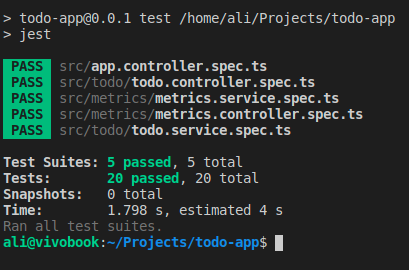 > todo-app@0.0.1 test /home/ali/Projects/todo-app
> jest
PASS src/app.controller.spec.ts
PASS src/todo/todo.controller.spec.ts
PASS src/metrics/metrics.service.spec.ts
PASS src/metrics/metrics.controller.spec.ts
PASS src/todo/todo.service.spec.ts
Test Suites: 5 passed, 5 total
Tests: 20 passed, 20 total
Snapshots: 0 total
Time: 1.798 s, estimated 4 s
Ran all test suites.
ali@vivobook:~/Projects/todo-app$